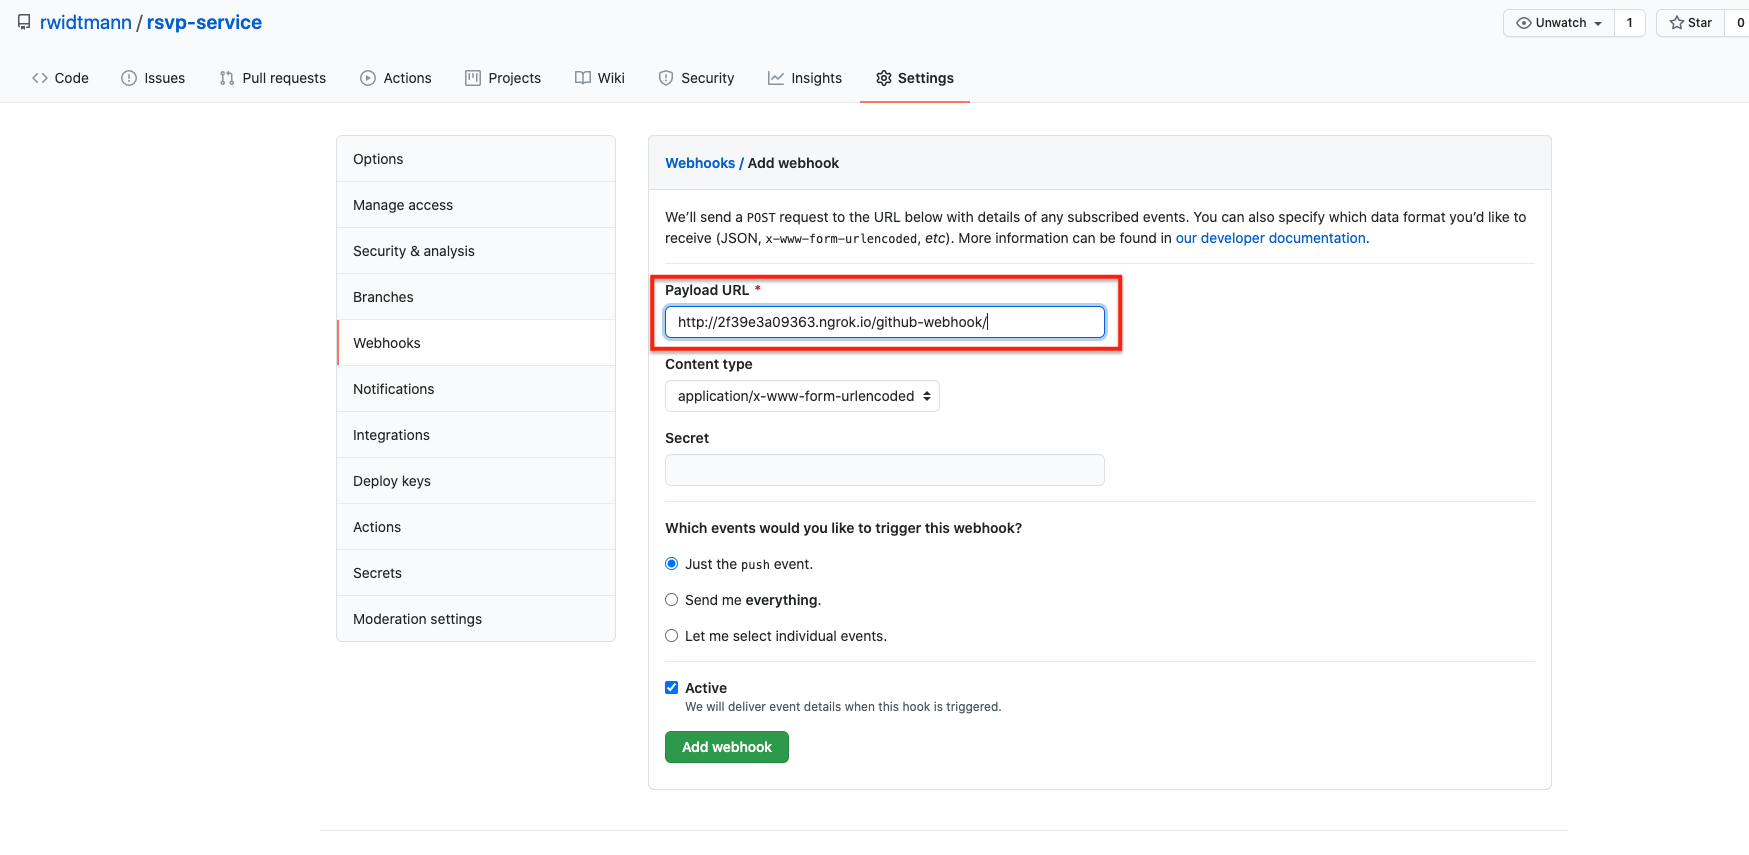 rwidtmann / rsvp-service
Unwatch 1 Star 0
Code Issues Pull requests Actions Projects Wiki Security Insights Settings
Options
Manage access
Security & analysis
Branches
Webhooks
Notifications
Integrations
Deploy keys
Actions
Secrets
Moderation settings
Webhooks / Add webhook
We’ll send a POST request to the URL below with details of any subscribed events. You can also specify which data format you’d like to
receive (JSON, x-www-form-urlencoded, etc). More information can be found in our developer documentation.
Payload URL *
http://2f39e3a09363.ngrok.io/github-webhook/
Content type
application/x-www-form-urlencoded
Secret
Which events would you like to trigger this webhook?
Just the push event.
Send me everything.
Let me select individual events.
Active
We will deliver event details when this hook is triggered.
Add webhook